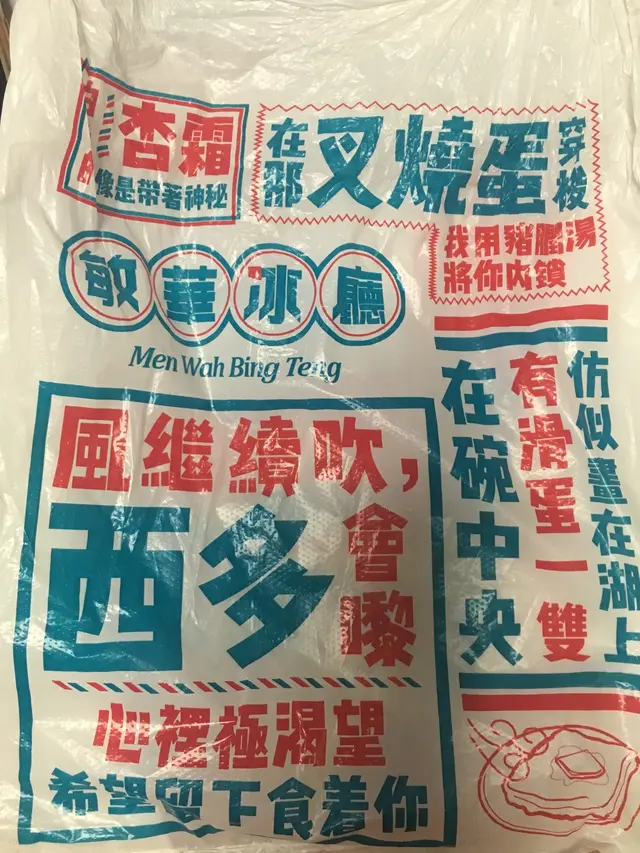 杏霜
像是帶著神秘
在那叉燒蛋穿梭
我用豬膶湯
將你內鎖
敏華冰廳
Men Wah Bing Teng
仿似畫在湖上
有滑蛋一雙
在碗中央
風繼續吹，
西多會嚟
心裡極渴望
希望留下食着你